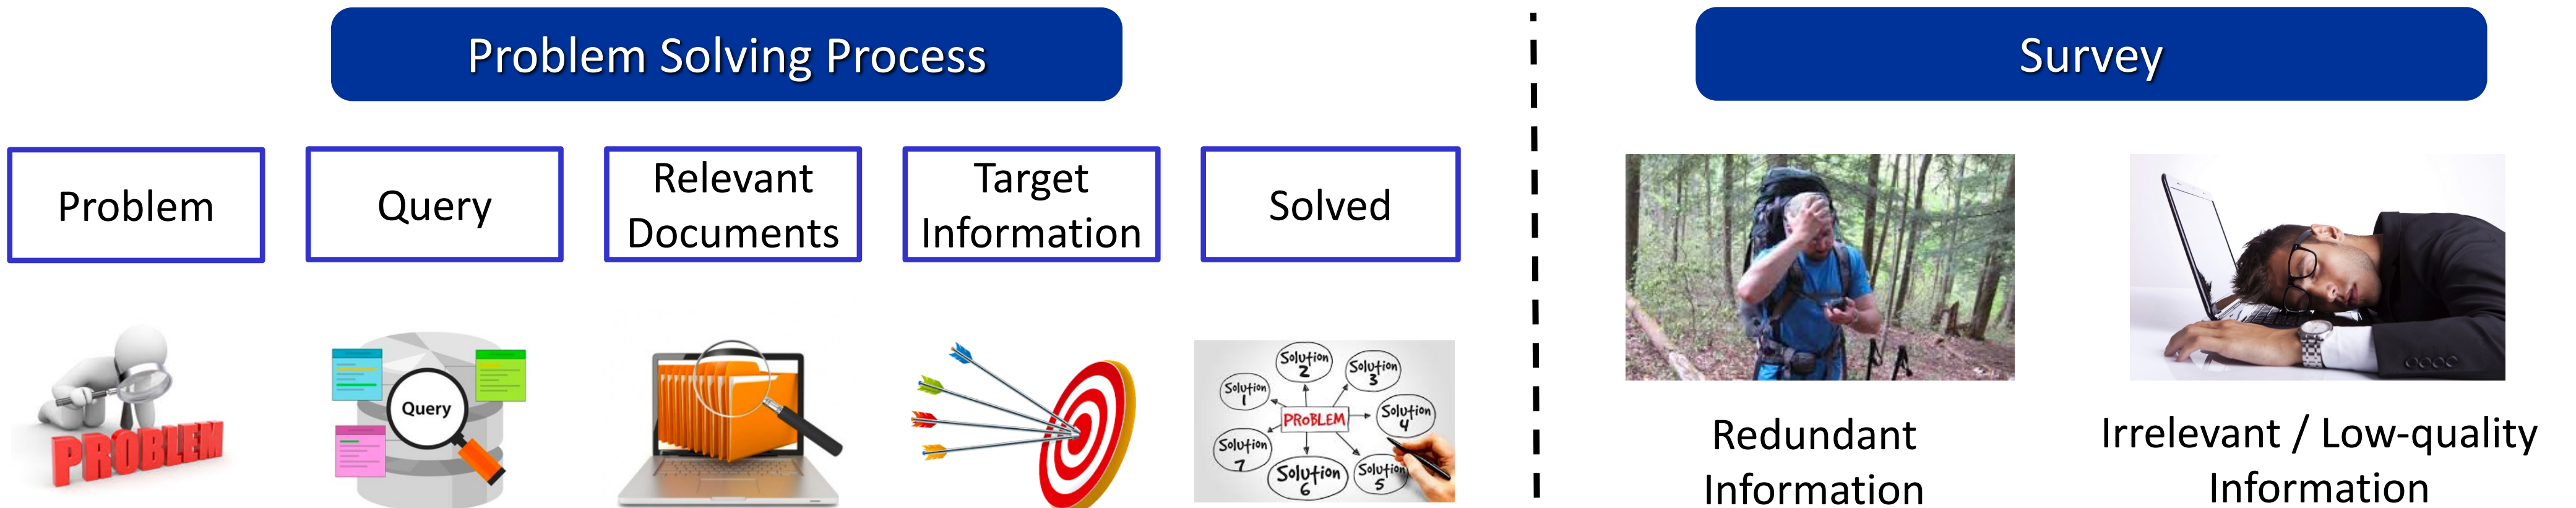 Problem Solving Process
Survey
Problem
Query
Relevant
Documents
Target
Information
Solved
PROBLEM
Query
Solution
1
Solution
2
Solution
3
Solution
4
Solution
5
Solution
6
Solution
7
PROBLEM
Redundant
Information
Irrelevant / Low-quality
Information